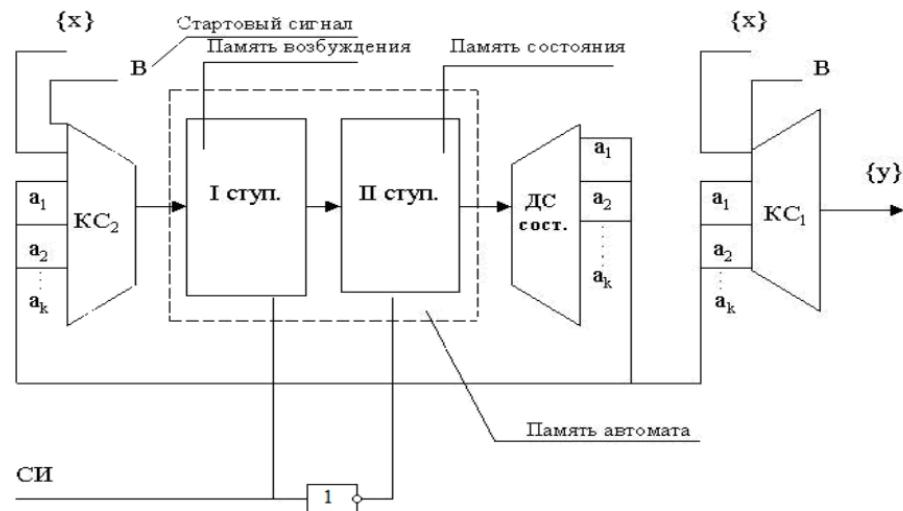 {x}
Стартовый сигнал
Память возбуждения
Память состояния
{x}
B
B
{y}
I ступ.
II ступ.
ДС
сост.
КС₂
КС₁
a₁
a₂
aₖ
a₁
a₂
aₖ
a₁
a₂
aₖ
Память автомата
СИ
1